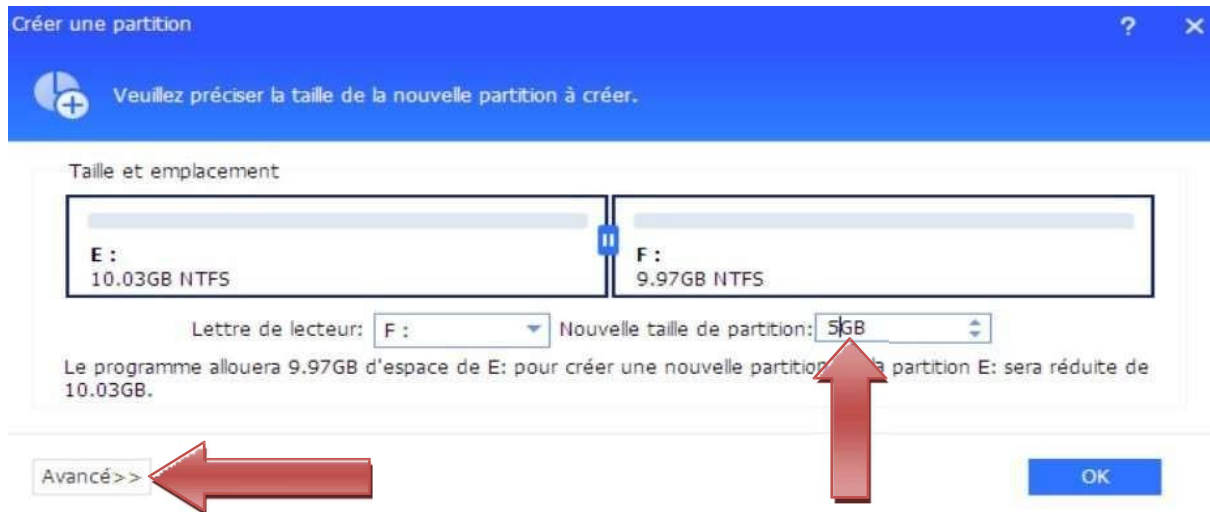 Créer une partition ? ×
Veuillez préciser la taille de la nouvelle partition à créer.
Taille et emplacement
E : F :
10.03GB NTFS 9.97GB NTFS
Lettre de lecteur: F : Nouvelle taille de partition: 5GB
Le programme allouera 9.97GB d'espace de E: pour créer une nouvelle partition partition E: sera réduite de
10.03GB.
Avancé>> OK